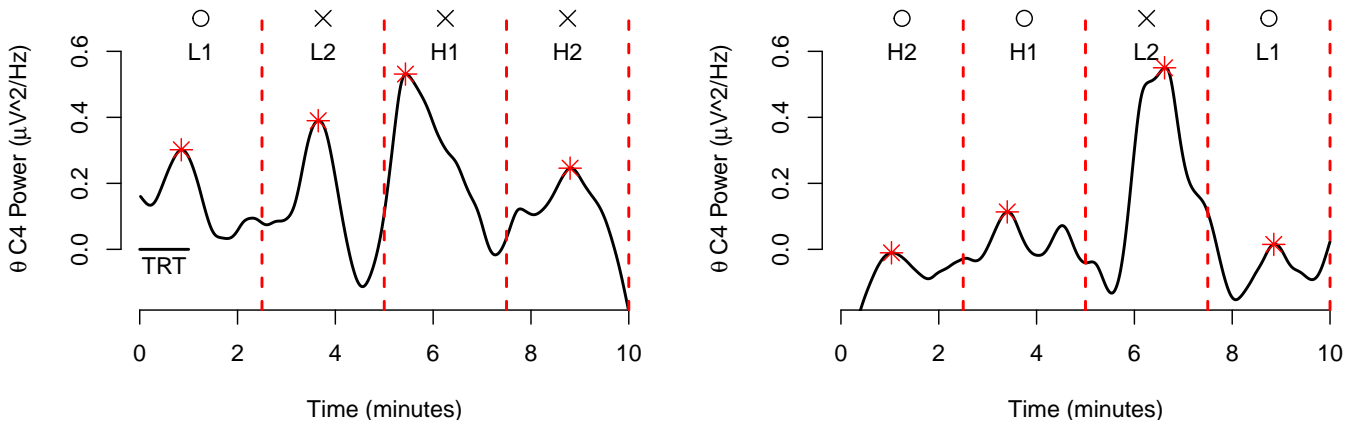 L1 L2 H1 H2
θ C4 Power (μV^2/Hz)
0.6
0.4
0.2
0.0
TRT
0 2 4 6 8 10
Time (minutes)
H2 H1 L2 L1
θ C4 Power (μV^2/Hz)
0.6
0.4
0.2
0.0
0 2 4 6 8 10
Time (minutes)